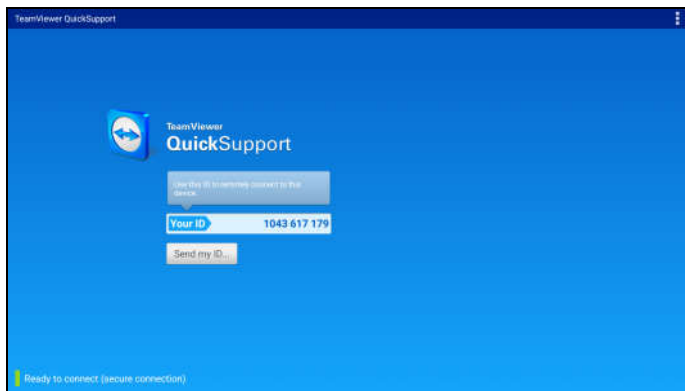 TeamViewer QuickSupport
TeamViewer
QuickSupport
Use this ID to remotely connect to this
device.
Your ID
1043 617 179
Send my ID...
Ready to connect (secure connection)